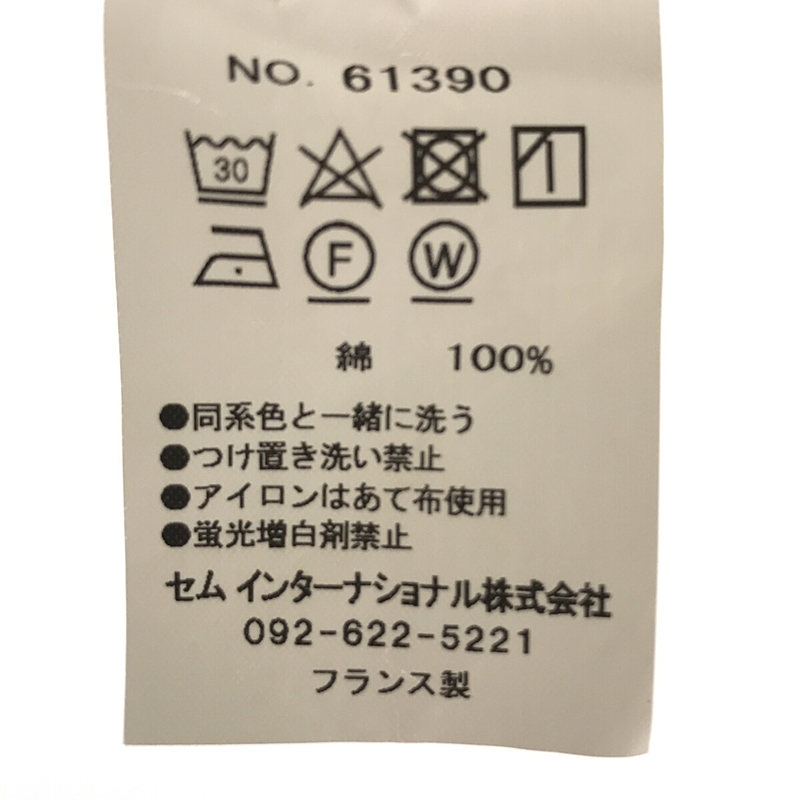 NO. 61390
30
F W
綿 100%
●同系色と一緒に洗う
●つけ置き洗い禁止
●アイロンはあて布使用
●蛍光増白剤禁止
セム インターナショナル株式会社
092-622-5221
フランス製